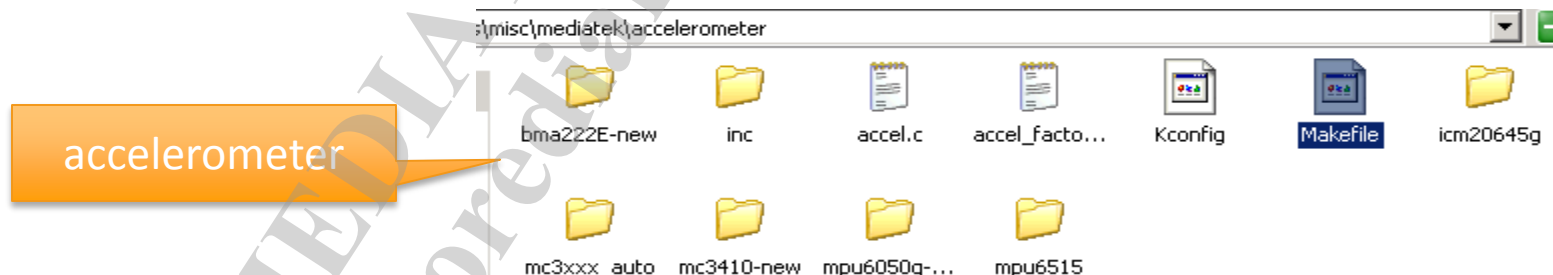 s\misc\mediatek\accelerometer
accelerometer
bma222E-new inc accel.c accel_facto... Kconfig Makefile icm20645g
mc3xxx_auto mc3410-new mpu6050g-... mpu6515